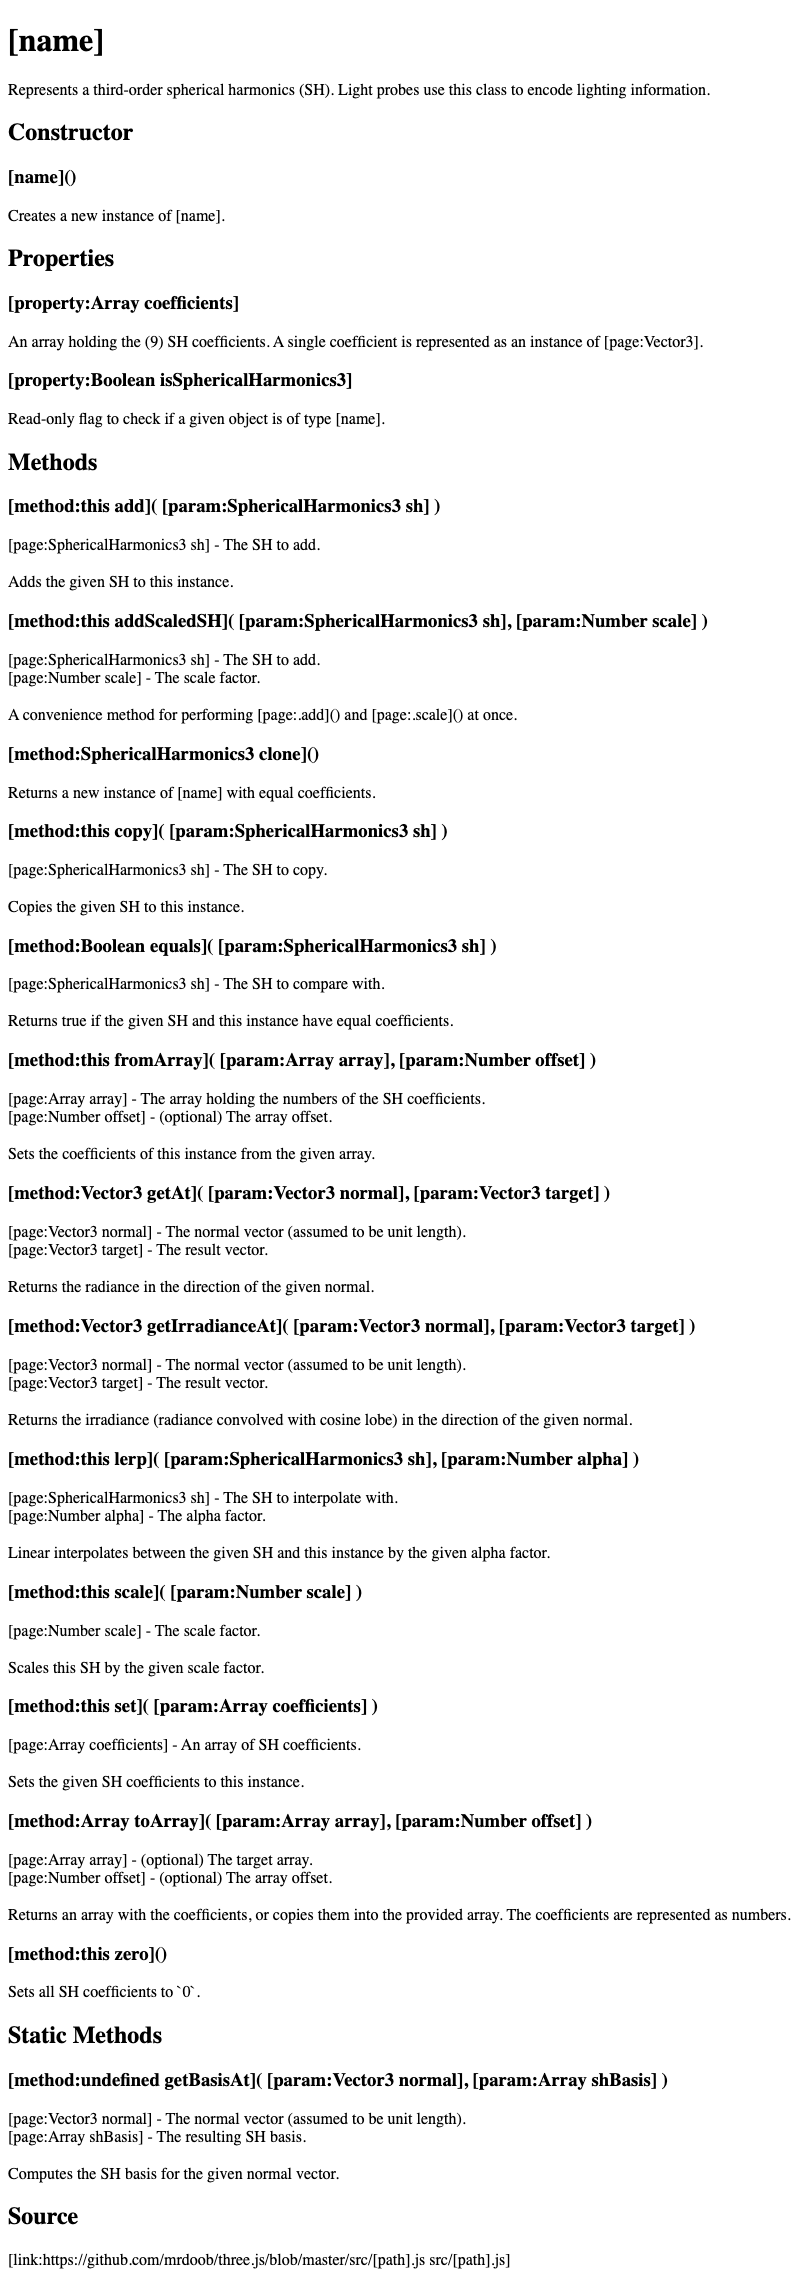 [name]
Represents a third-order spherical harmonics (SH). Light probes use this class to encode lighting information.
Constructor
[name]()
Creates a new instance of [name].
Properties
[property:Array coefficients]
An array holding the (9) SH coefficients. A single coefficient is represented as an instance of [page:Vector3].
[property:Boolean isSphericalHarmonics3]
Read-only flag to check if a given object is of type [name].
Methods
[method:this add]( [param:SphericalHarmonics3 sh] )
[page:SphericalHarmonics3 sh] - The SH to add.
Adds the given SH to this instance.
[method:this addScaledSH]( [param:SphericalHarmonics3 sh], [param:Number scale] )
[page:SphericalHarmonics3 sh] - The SH to add.
[page:Number scale] - The scale factor.
A convenience method for performing [page:.add]() and [page:.scale]() at once.
[method:SphericalHarmonics3 clone]()
Returns a new instance of [name] with equal coefficients.
[method:this copy]( [param:SphericalHarmonics3 sh] )
[page:SphericalHarmonics3 sh] - The SH to copy.
Copies the given SH to this instance.
[method:Boolean equals]( [param:SphericalHarmonics3 sh] )
[page:SphericalHarmonics3 sh] - The SH to compare with.
Returns true if the given SH and this instance have equal coefficients.
[method:this fromArray]( [param:Array array], [param:Number offset] )
[page:Array array] - The array holding the numbers of the SH coefficients.
[page:Number offset] - (optional) The array offset.
Sets the coefficients of this instance from the given array.
[method:Vector3 getAt]( [param:Vector3 normal], [param:Vector3 target] )
[page:Vector3 normal] - The normal vector (assumed to be unit length).
[page:Vector3 target] - The result vector.
Returns the radiance in the direction of the given normal.
[method:Vector3 getIrradianceAt]( [param:Vector3 normal], [param:Vector3 target] )
[page:Vector3 normal] - The normal vector (assumed to be unit length).
[page:Vector3 target] - The result vector.
Returns the irradiance (radiance convolved with cosine lobe) in the direction of the given normal.
[method:this lerp]( [param:SphericalHarmonics3 sh], [param:Number alpha] )
[page:SphericalHarmonics3 sh] - The SH to interpolate with.
[page:Number alpha] - The alpha factor.
Linear interpolates between the given SH and this instance by the given alpha factor.
[method:this scale]( [param:Number scale] )
[page:Number scale] - The scale factor.
Scales this SH by the given scale factor.
[method:this set]( [param:Array coefficients] )
[page:Array coefficients] - An array of SH coefficients.
Sets the given SH coefficients to this instance.
[method:Array toArray]( [param:Array array], [param:Number offset] )
[page:Array array] - (optional) The target array.
[page:Number offset] - (optional) The array offset.
Returns an array with the coefficients, or copies them into the provided array. The coefficients are represented as numbers.
[method:this zero]()
Sets all SH coefficients to `0`.
Static Methods
[method:undefined getBasisAt]( [param:Vector3 normal], [param:Array shBasis] )
[page:Vector3 normal] - The normal vector (assumed to be unit length).
[page:Array shBasis] - The resulting SH basis.
Computes the SH basis for the given normal vector.
Source
[link:https://github.com/mrdoob/three.js/blob/master/src/[path].js src/[path].js]